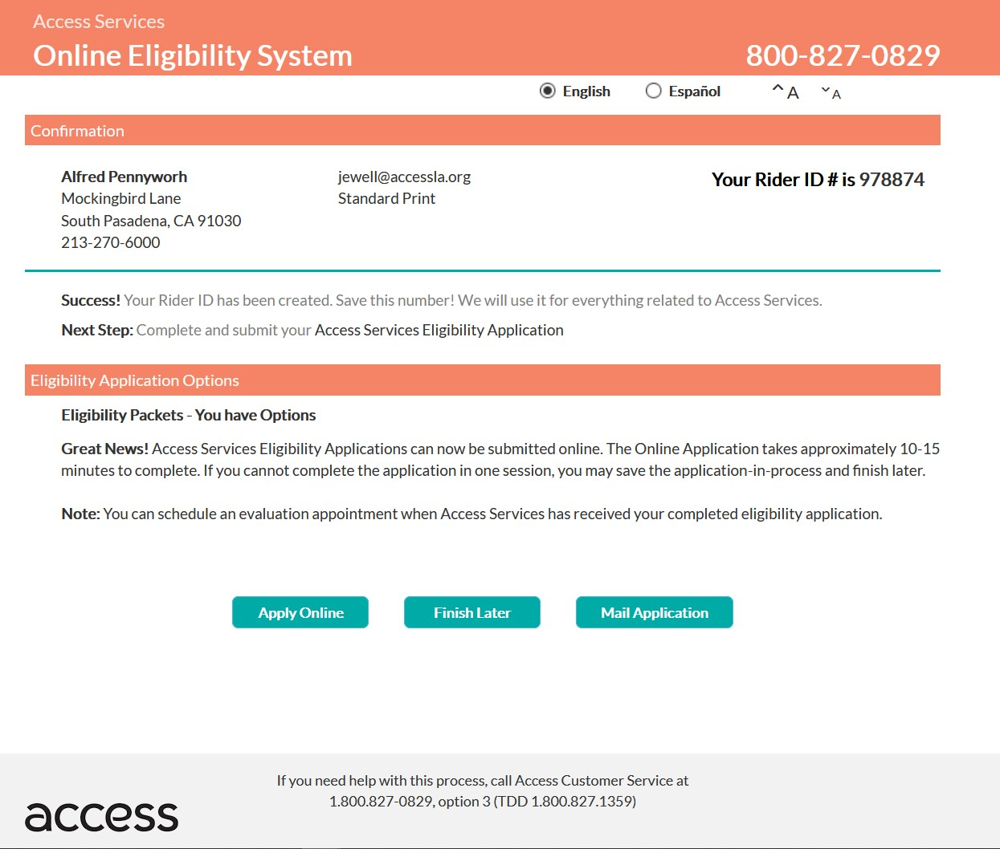 Access Services
Online Eligibility System
800-827-0829
English
Español
^ A
ˇ A
Confirmation
Alfred Pennyworh
Mockingbird Lane
South Pasadena, CA 91030
213-270-6000
jewell@accessla.org
Standard Print
Your Rider ID # is 978874
Success! Your Rider ID has been created. Save this number! We will use it for everything related to Access Services.
Next Step: Complete and submit your Access Services Eligibility Application
Eligibility Application Options
Eligibility Packets - You have Options
Great News! Access Services Eligibility Applications can now be submitted online. The Online Application takes approximately 10-15
minutes to complete. If you cannot complete the application in one session, you may save the application-in-process and finish later.
Note: You can schedule an evaluation appointment when Access Services has received your completed eligibility application.
Apply Online
Finish Later
Mail Application
If you need help with this process, call Access Customer Service at
1.800.827-0829, option 3 (TDD 1.800.827.1359)
access